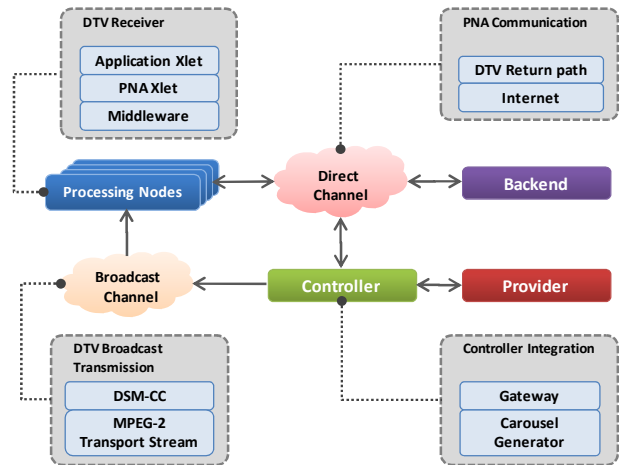 DTV Receiver
Application Xlet
PNA Xlet
Middleware
PNA Communication
DTV Return path
Internet
Processing Nodes
Direct
Channel
Backend
Broadcast
Channel
Controller
Provider
DTV Broadcast
Transmission
DSM-CC
MPEG-2
Transport Stream
Controller Integration
Gateway
Carousel
Generator